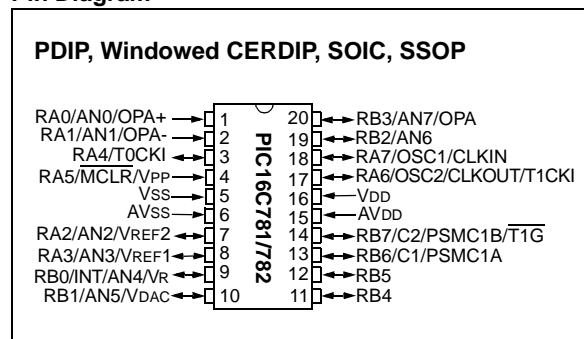 PDIP, Windowed CERDIP, SOIC, SSOP
RA0/AN0/OPA+ 1 20 RB3/AN7/OPA
RA1/AN1/OPA- 2 19 RB2/AN6
RA4/T0CKI 3 18 RA7/OSC1/CLKIN
RA5/MCLR/VPP 4 17 RA6/OSC2/CLKOUT/T1CKI
VSS 5 16 VDD
AVSS 6 15 AVDD
RA2/AN2/VREF2 7 14 RB7/C2/PSMC1B/T1G
RA3/AN3/VREF1 8 13 RB6/C1/PSMC1A
RB0/INT/AN4/VR 9 12 RB5
RB1/AN5/VDAC 10 11 RB4
PIC16C781/782